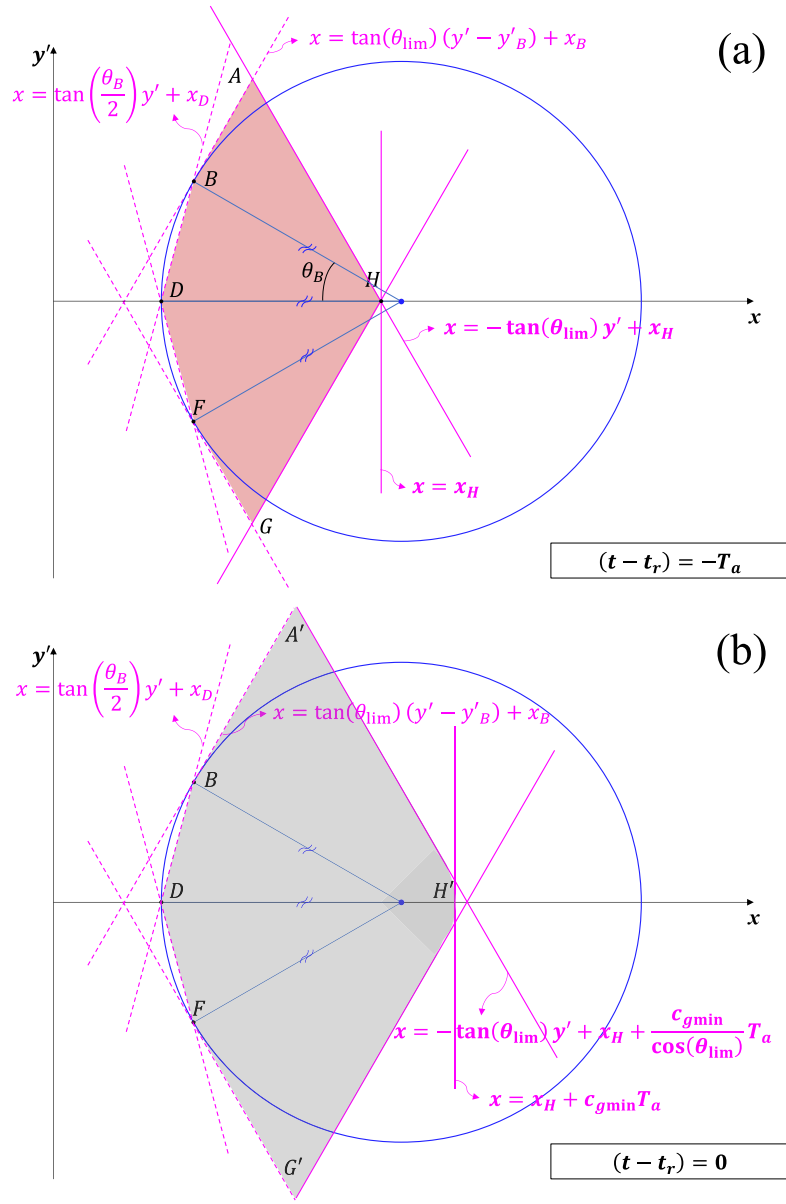 (a)
y′
x = tan(θ_lim) (y′ − y′_B) + x_B
A
x = tan(θ_B/2) y′ + x_D
B
θ_B
D
H
x
x = −tan(θ_lim) y′ + x_H
F
x = x_H
G
(t − t_r) = −T_a
(b)
A′
y′
x = tan(θ_B/2) y′ + x_D
x = tan(θ_lim) (y′ − y′_B) + x_B
B
D
H′
x
F
x = −tan(θ_lim) y′ + x_H + c_gmin/cos(θ_lim) T_a
x = x_H + c_gmin T_a
G′
(t − t_r) = 0